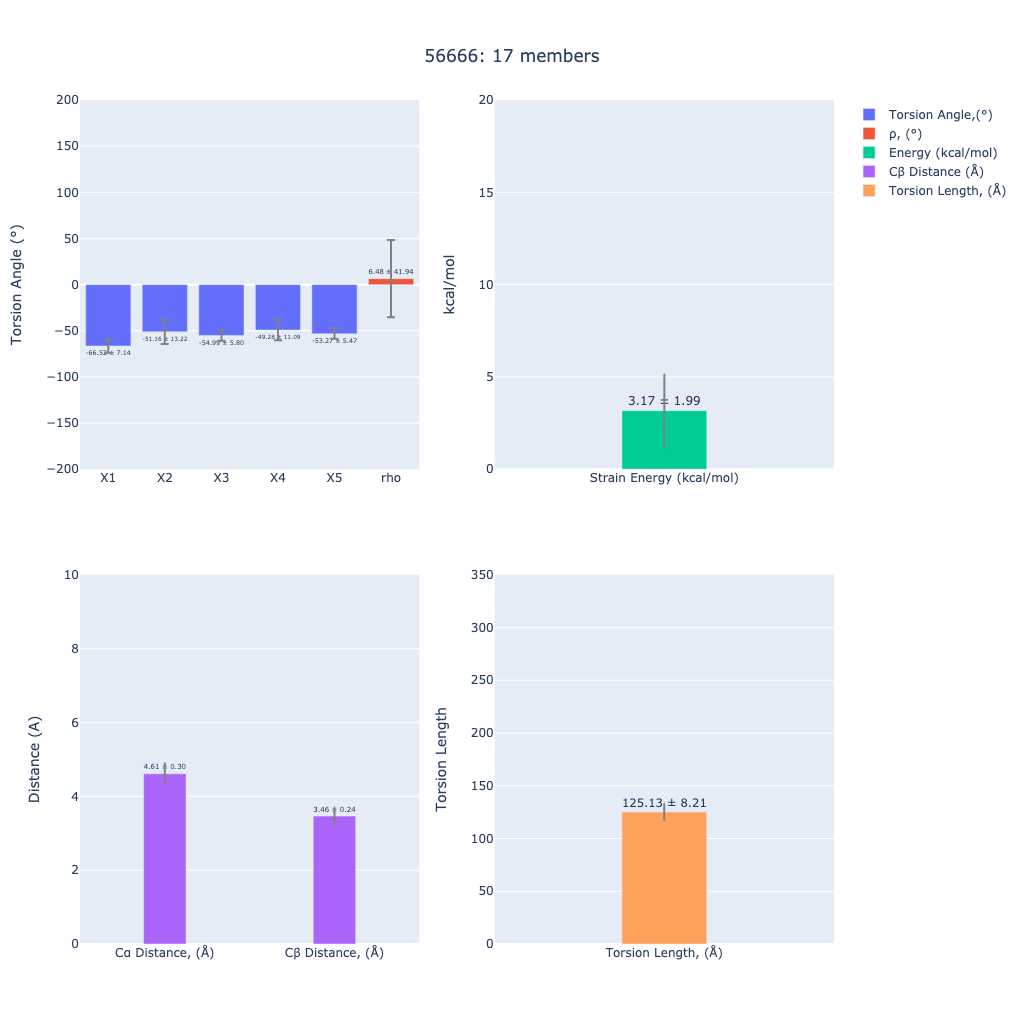 56666: 17 members
Torsion Angle (°)
200
150
100
50
0
−50
−100
−150
−200
6.48 ± 41.94
-66.52 ± 7.14
-51.16 ± 13.22
-54.99 ± 5.80
-49.28 ± 11.09
-53.27 ± 5.47
X1 X2 X3 X4 X5 rho
kcal/mol
20
15
10
5
0
3.17 ± 1.99
Strain Energy (kcal/mol)
Torsion Angle,(°)
ρ, (°)
Energy (kcal/mol)
Cβ Distance (Å)
Torsion Length, (Å)
Distance (A)
10
8
6
4
2
0
4.61 ± 0.30
3.46 ± 0.24
Cα Distance, (Å) Cβ Distance, (Å)
Torsion Length
350
300
250
200
150
100
50
0
125.13 ± 8.21
Torsion Length, (Å)